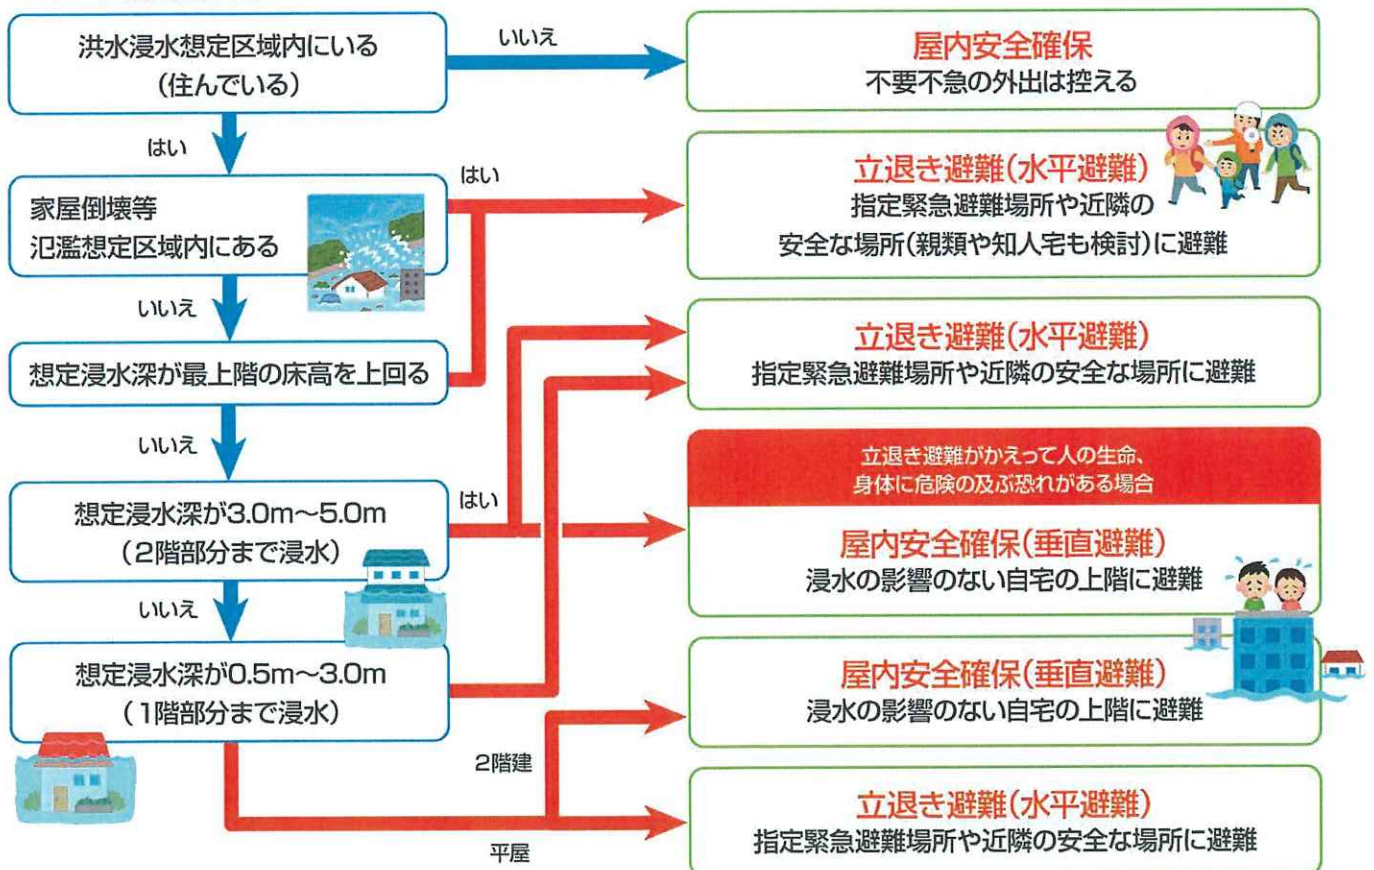 洪水浸水想定区域内にいる
(住んでいる)
いいえ
屋内安全確保
不要不急の外出は控える
はい
家屋倒壊等
氾濫想定区域内にある
はい
立退き避難(水平避難)
指定緊急避難場所や近隣の
安全な場所(親類や知人宅も検討)に避難
いいえ
想定浸水深が最上階の床高を上回る
立退き避難(水平避難)
指定緊急避難場所や近隣の安全な場所に避難
いいえ
想定浸水深が3.0m〜5.0m
(2階部分まで浸水)
はい
立退き避難がかえって人の生命、
身体に危険の及ぶ恐れがある場合
屋内安全確保(垂直避難)
浸水の影響のない自宅の上階に避難
いいえ
想定浸水深が0.5m〜3.0m
(1階部分まで浸水)
屋内安全確保(垂直避難)
浸水の影響のない自宅の上階に避難
2階建
立退き避難(水平避難)
指定緊急避難場所や近隣の安全な場所に避難
平屋